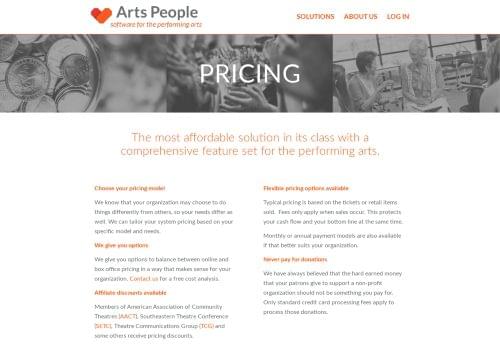 Arts People
software for the performing arts
SOLUTIONS ABOUT US LOG IN
PRICING
The most affordable solution in its class with a
comprehensive feature set for the performing arts.
Choose your pricing model
We know that your organization may choose to do
things differently from others, so your needs differ as
well. We can tailor your system pricing based on your
specific model and needs.
We give you options
We give you options to balance between online and
box office pricing in a way that makes sense for your
organization. Contact us for a free cost analysis.
Affiliate discounts available
Members of American Association of Community
Theatres (AACT), Southeastern Theatre Conference
(SETC), Theatre Communications Group (TCG) and
some others receive pricing discounts.
Flexible pricing options available
Typical pricing is based on the tickets or retail items
sold. Fees only apply when sales occur. This protects
your cash flow and your bottom line at the same time.
Monthly or annual payment models are also available
if that better suits your organization.
Never pay for donations
We have always believed that the hard earned money
that your patrons give to support a non-profit
organization should not be something you pay for.
Only standard credit card processing fees apply to
process those donations.